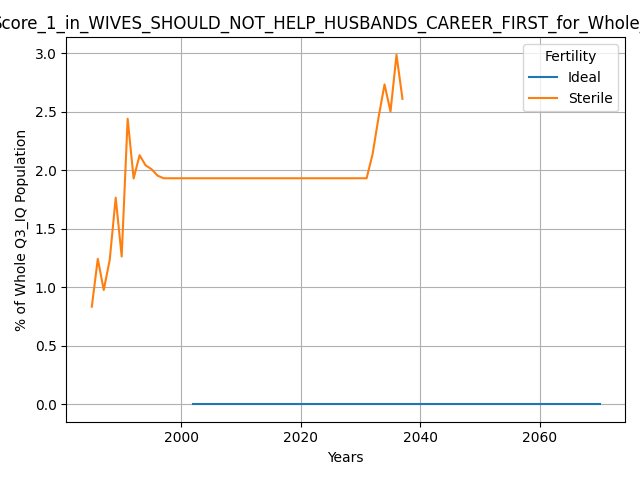 Score_1_in_WIVES_SHOULD_NOT_HELP_HUSBANDS_CAREER_FIRST_for_Whole_
% of Whole Q3_IQ Population
3.0
2.5
2.0
1.5
1.0
0.5
0.0
Fertility
Ideal
Sterile
2000 2020 2040 2060
Years